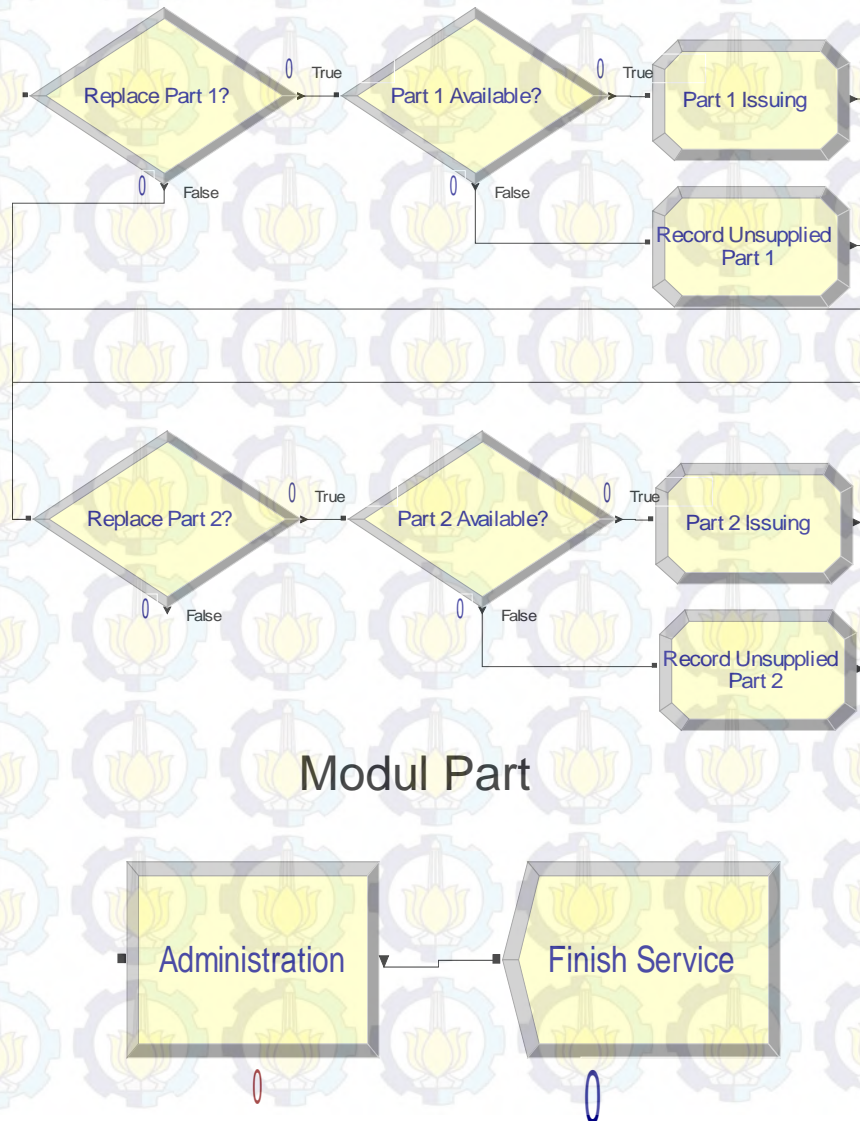 Replace Part 1?
0
True
Part 1 Available?
0
True
Part 1 Issuing
0
False
0
False
Record Unsupplied
Part 1
Replace Part 2?
0
True
Part 2 Available?
0
True
Part 2 Issuing
0
False
0
False
Record Unsupplied
Part 2
Modul Part
Administration
Finish Service
0
0